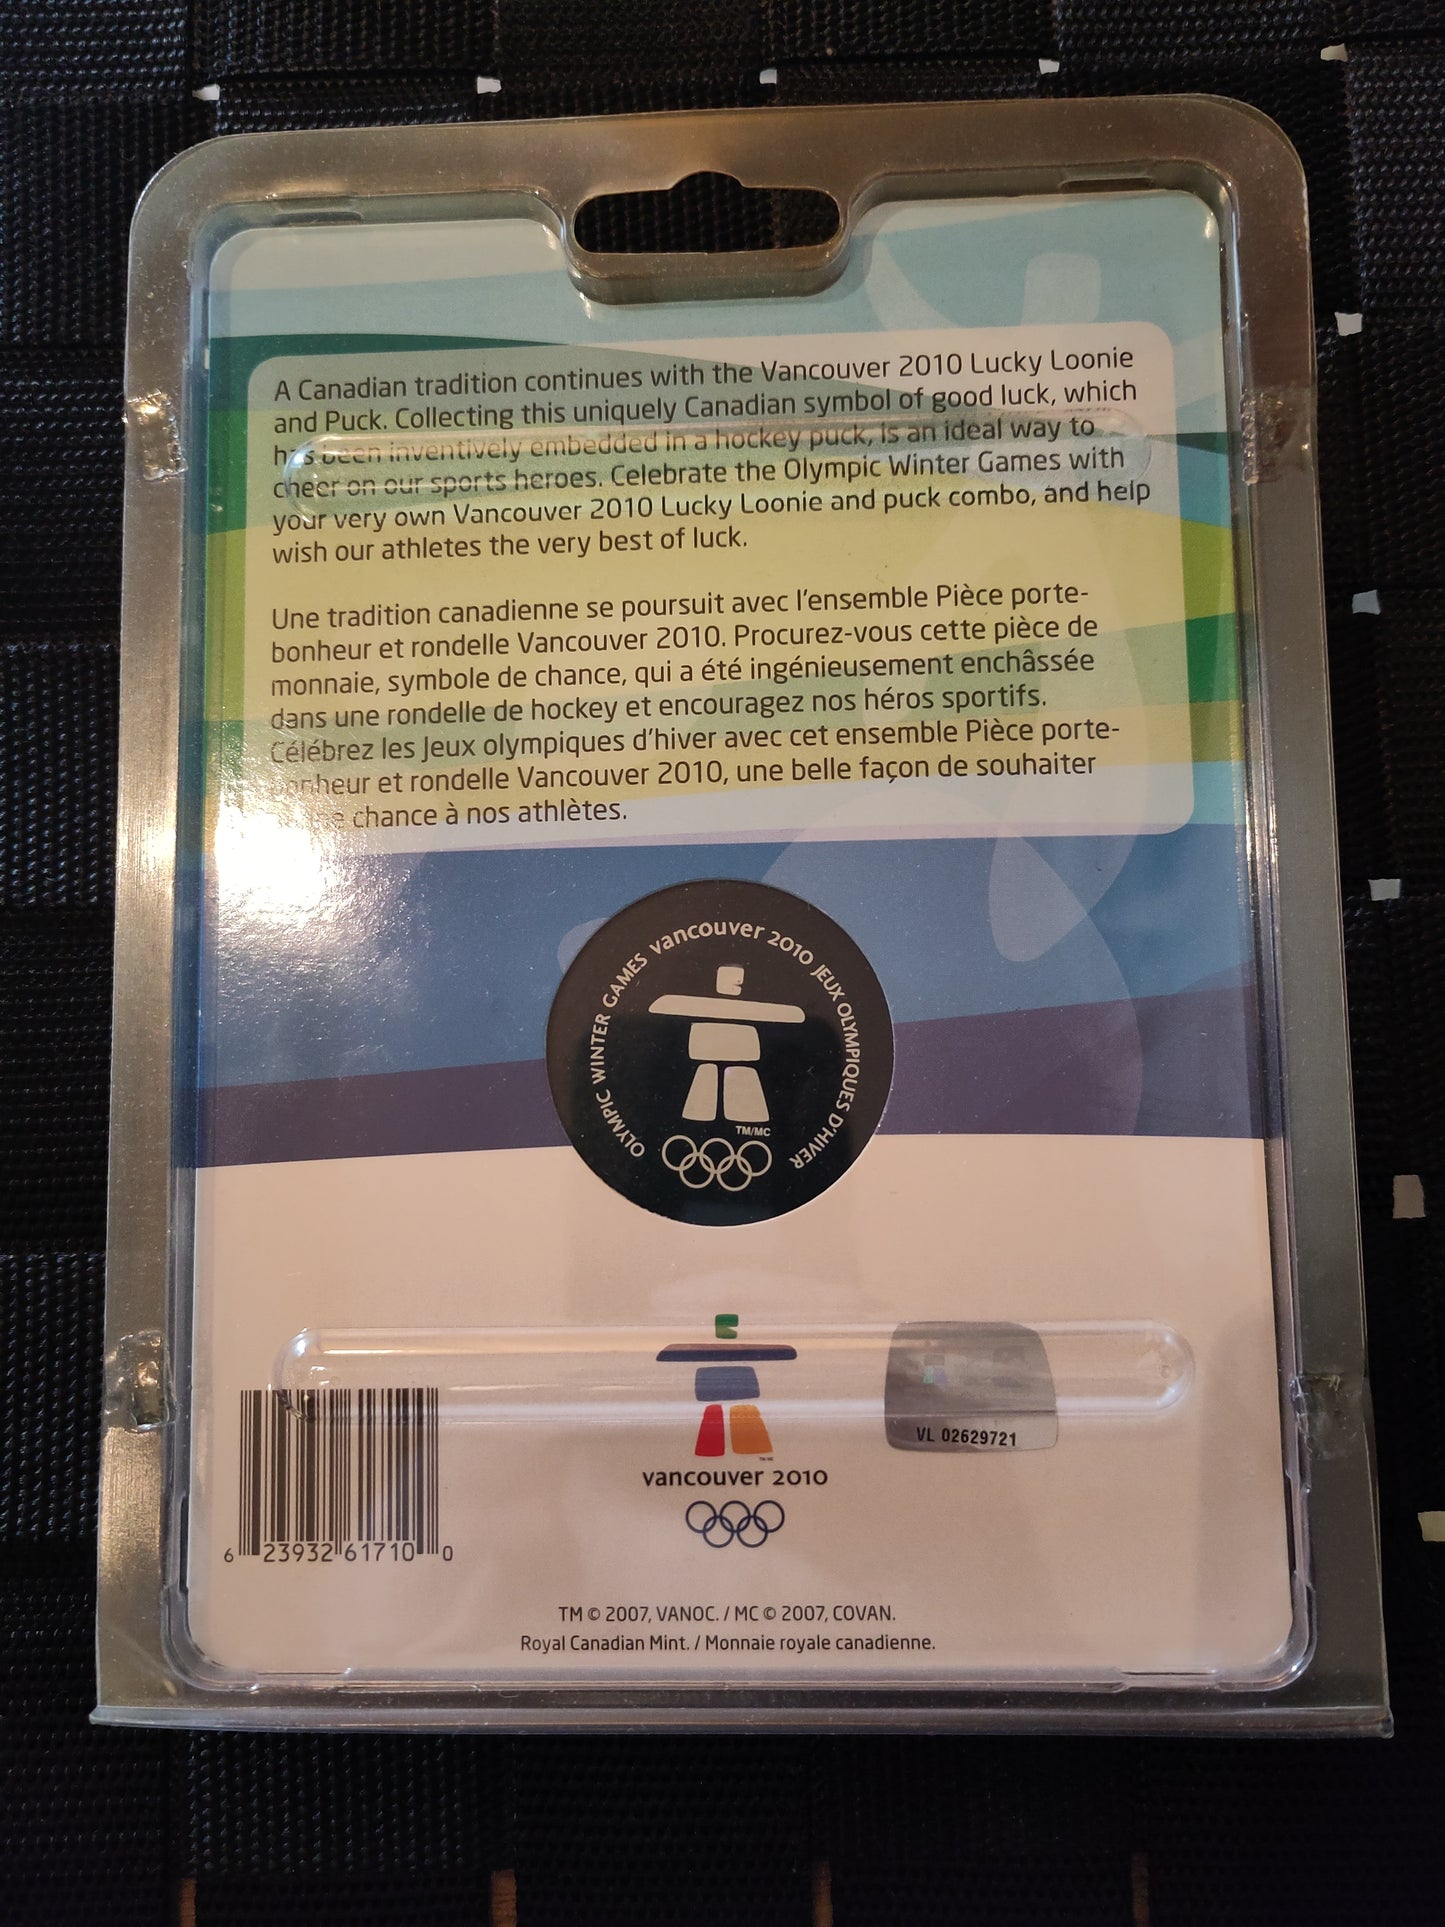 A Canadian tradition continues with the Vancouver 2010 Lucky Loonie
and Puck. Collecting this uniquely Canadian symbol of good luck, which
has been inventively embedded in a hockey puck, is an ideal way to
cheer on our sports heroes. Celebrate the Olympic Winter Games with
your very own Vancouver 2010 Lucky Loonie and puck combo, and help
wish our athletes the very best of luck.
Une tradition canadienne se poursuit avec l'ensemble Pièce porte-
bonheur et rondelle Vancouver 2010. Procurez-vous cette pièce de
monnaie, symbole de chance, qui a été ingénieusement enchâssée
dans une rondelle de hockey et encouragez nos héros sportifs.
Célébrez les Jeux olympiques d'hiver avec cet ensemble Pièce porte-
bonheur et rondelle Vancouver 2010, une belle façon de souhaiter
chance à nos athlètes.
OLYMPIC WINTER GAMES vancouver 2010 JEUX OLYMPIQUES D'HIVER
TM/MC
VL 02629721
vancouver 2010
6 23932 61710 0
TM © 2007, VANOC. / MC © 2007, COVAN.
Royal Canadian Mint. / Monnaie royale canadienne.